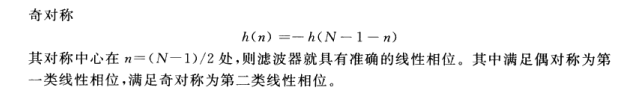 奇对称
h(n)=-h(N-1-n)
其对称中心在 n=(N-1)/2 处,则滤波器就具有准确的线性相位。其中满足偶对称为第
一类线性相位,满足奇对称为第二类线性相位。